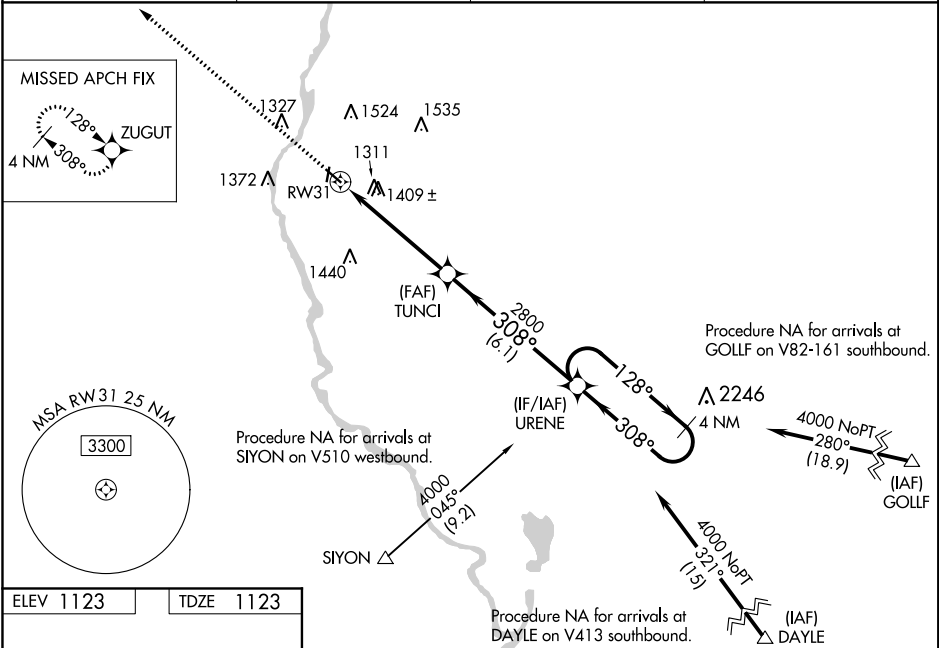 MISSED APCH FIX
128°
ZUGUT
4 NM
308°
1327
1524
1535
1311
1372
RW31
1409 ±
1440
(FAF)
TUNCI
2800
308°
(6.1)
Procedure NA for arrivals at
GOLLF on V82-161 southbound.
128°
2246
4 NM
(IF/IAF)
URENE
308°
4000 NoPT
280°
(18.9)
(IAF)
GOLLF
MSA RW31 25 NM
3300
Procedure NA for arrivals at
SIYON on V510 westbound.
4000
045°
(9.2)
SIYON
4000 NoPT
321°
(15)
(IAF)
DAYLE
Procedure NA for arrivals at
DAYLE on V413 southbound.
ELEV 1123
TDZE 1123